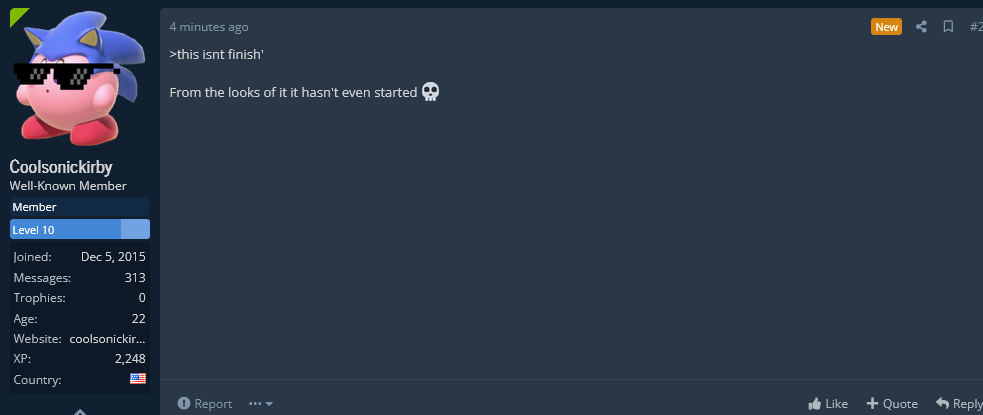 4 minutes ago
New
#2
>this isnt finish'
From the looks of it it hasn't even started
Coolsonickirby
Well-Known Member
Member
Level 10
Joined: Dec 5, 2015
Messages: 313
Trophies: 0
Age: 22
Website: coolsonickir...
XP: 2,248
Country:
Report
Like
Quote
Reply